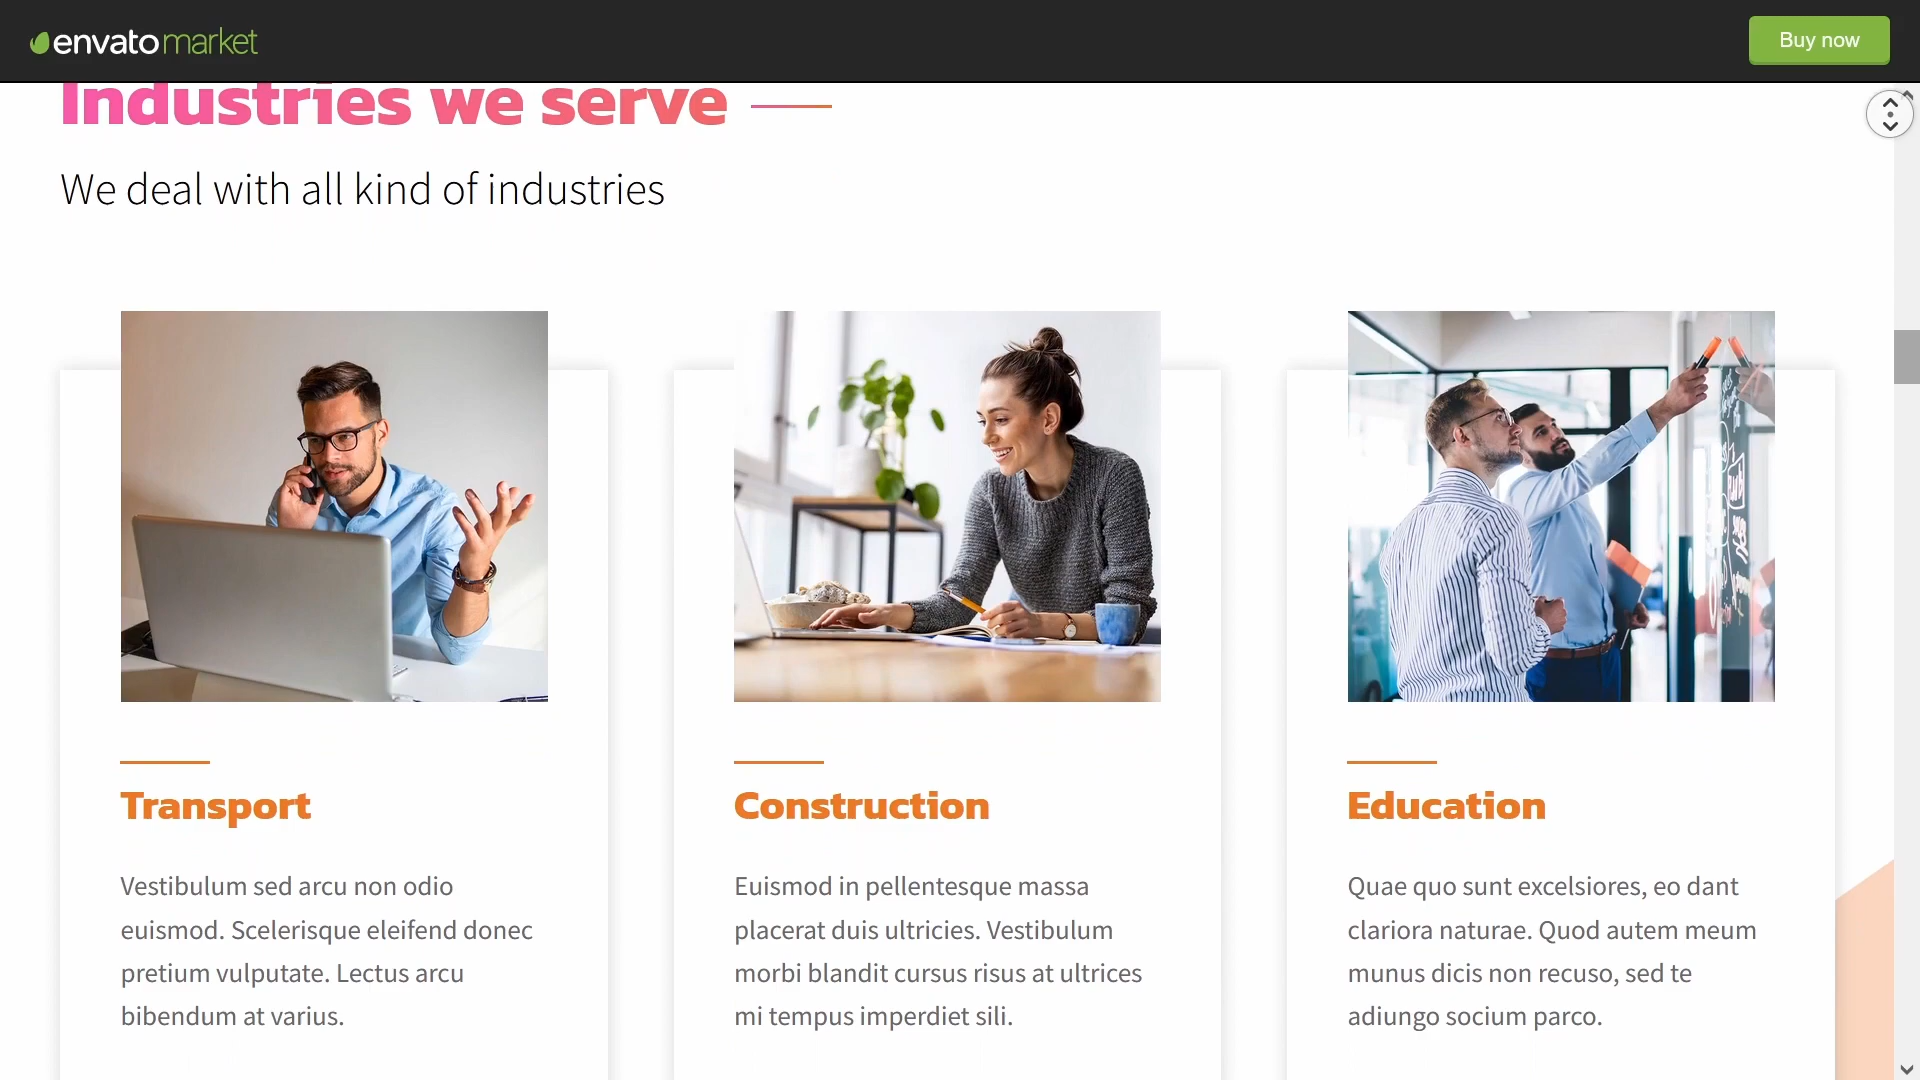 envato market
Buy now
Industries we serve
We deal with all kind of industries
Transport
Vestibulum sed arcu non odio
euismod. Scelerisque eleifend donec
pretium vulputate. Lectus arcu
bibendum at varius.
Construction
Euismod in pellentesque massa
placerat duis ultricies. Vestibulum
morbi blandit cursus risus at ultrices
mi tempus imperdiet sili.
Education
Quae quo sunt excelsiores, eo dant
clariora naturae. Quod autem meum
munus dicis non recuso, sed te
adiungo socium parco.